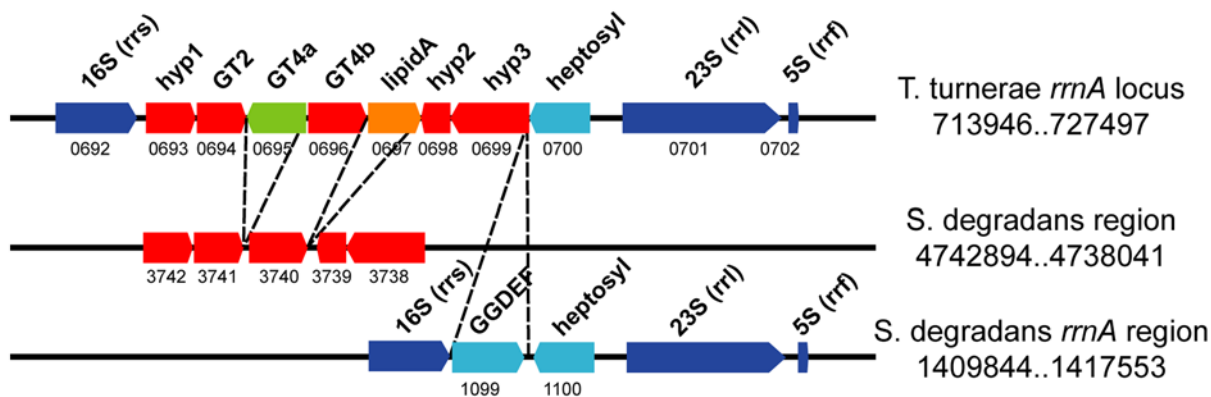 16S (rrs) hyp1 GT2 GT4a GT4b lipidA hyp2 hyp3 heptosyl 23S (rrl) 5S (rrf)
T. turnerae rrnA locus
713946..727497
0692 0693 0694 0695 0696 0697 0698 0699 0700 0701 0702
S. degradans region
4742894..4738041
3742 3741 3740 3739 3738
16S (rrs) GGDEF heptosyl 23S (rrl) 5S (rrf)
S. degradans rrnA region
1409844..1417553
1099 1100